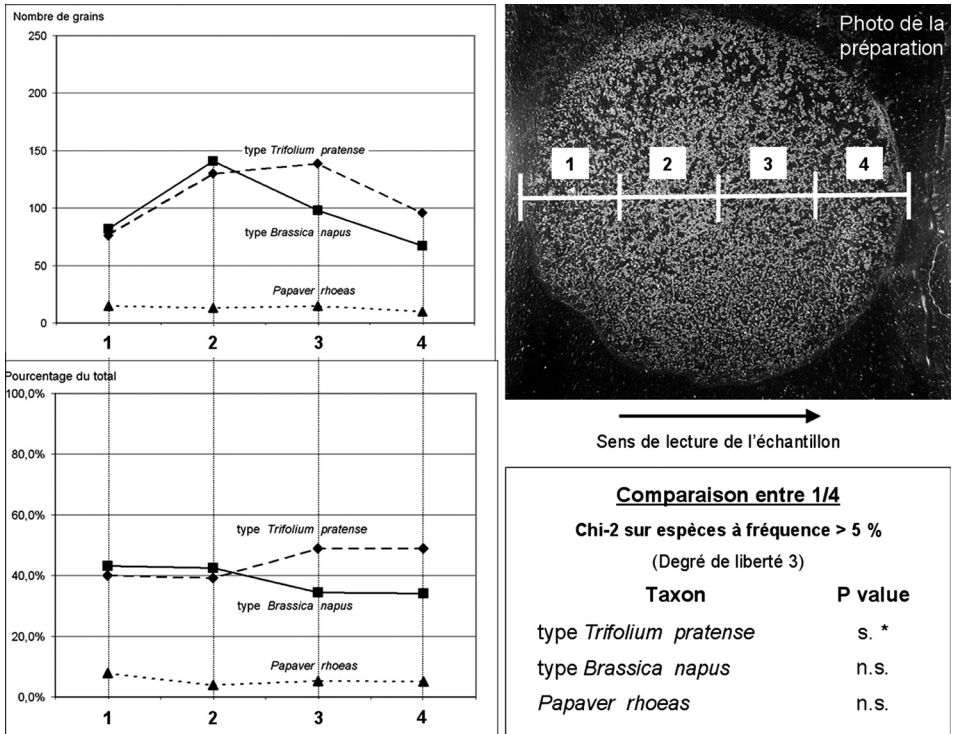 Nombre de grains
250
200
150
100
50
0
type Trifolium pratense
type Brassica napus
Papaver rhoeas
1 2 3 4
Pourcentage du total
100,0%
80,0%
60,0%
40,0%
20,0%
0,0%
type Trifolium pratense
type Brassica napus
Papaver rhoeas
1 2 3 4
Photo de la
préparation
1 2 3 4
Sens de lecture de l'échantillon
Comparaison entre 1/4
Chi-2 sur espèces à fréquence > 5 %
(Degré de liberté 3)
Taxon P value
type Trifolium pratense s. *
type Brassica napus n.s.
Papaver rhoeas n.s.